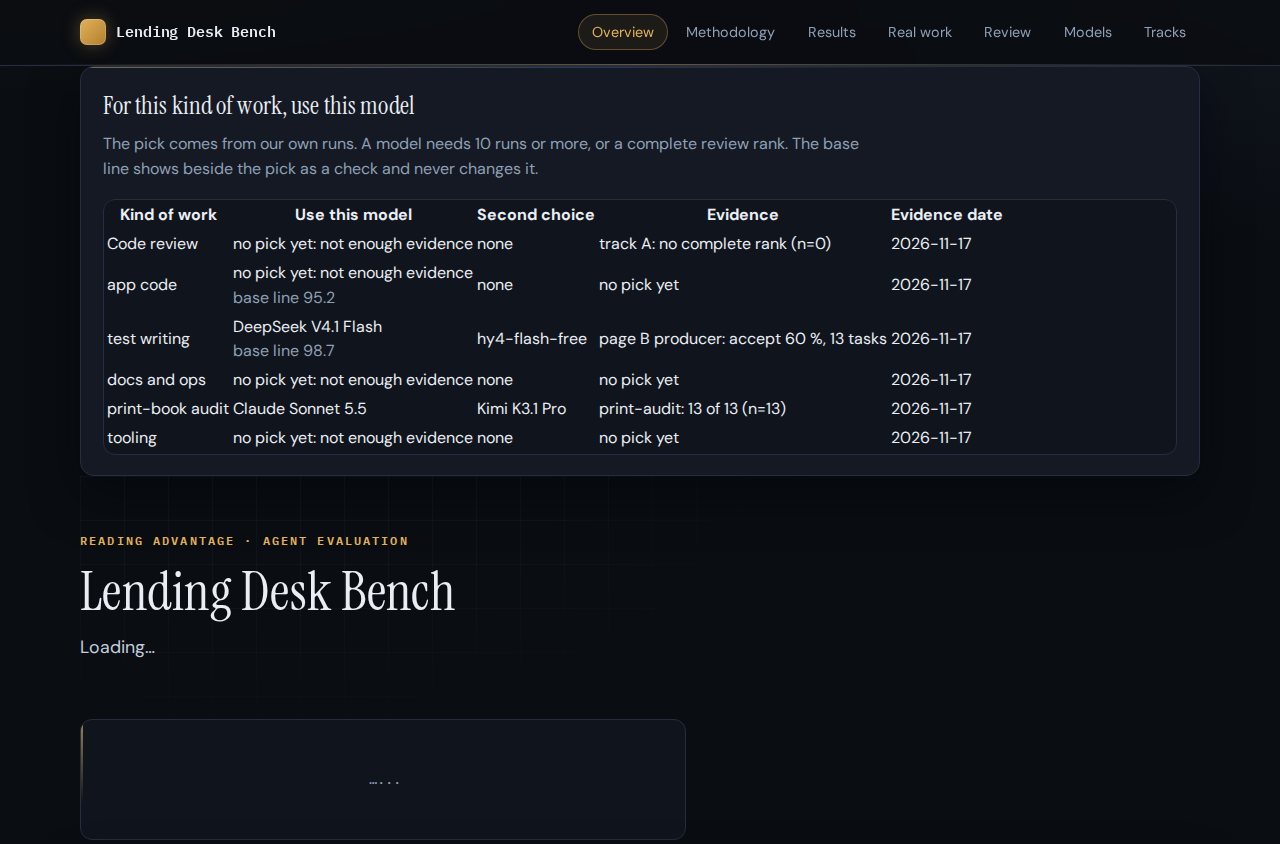 Lending Desk Bench
Overview Methodology Results Real work Review Models Tracks
For this kind of work, use this model
The pick comes from our own runs. A model needs 10 runs or more, or a complete review rank. The base
line shows beside the pick as a check and never changes it.
Kind of work Use this model Second choice Evidence Evidence date
Code review no pick yet: not enough evidence none track A: no complete rank (n=0) 2026-11-17
app code no pick yet: not enough evidence base line 95.2 none no pick yet 2026-11-17
test writing DeepSeek V4.1 Flash base line 98.7 hy4-flash-free page B producer: accept 60 %, 13 tasks 2026-11-17
docs and ops no pick yet: not enough evidence none no pick yet 2026-11-17
print-book audit Claude Sonnet 5.5 Kimi K3.1 Pro print-audit: 13 of 13 (n=13) 2026-11-17
tooling no pick yet: not enough evidence none no pick yet 2026-11-17
READING ADVANTAGE · AGENT EVALUATION
Lending Desk Bench
Loading…
…...